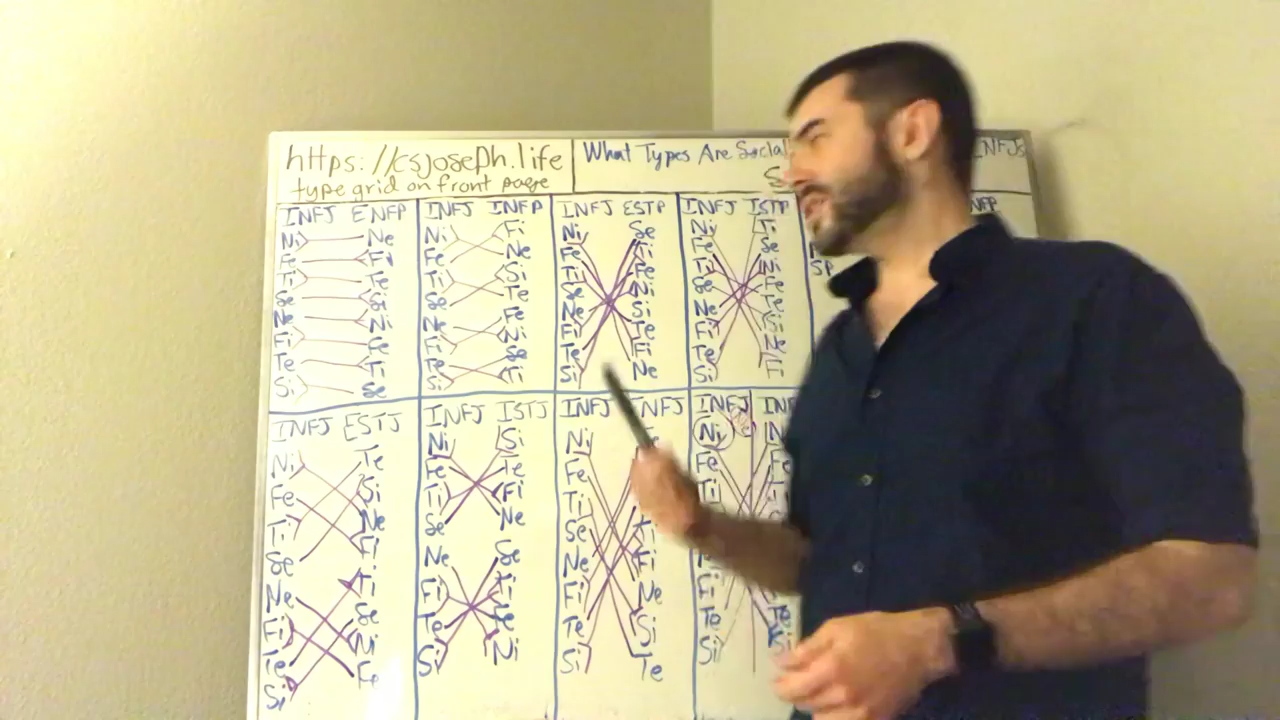 https://csjoseph.life
type grid on front page
What Types Are Social
INFJs
INFJ ENFP
Ni Ne
Fe Fi
Ti Te
Se Si
Ne Ni
Fi Fe
Te Ti
Si Se
INFJ INFP
Ni Fi
Fe Ne
Ti Si
Se Te
Ne Fe
Fi Ni
Te Se
Si Ti
INFJ ESTP
Ni Se
Fe Ti
Ti Fe
Se Ni
Ne Si
Fi Te
Te Fi
Si Ne
INFJ ISTP
Ni Ti
Fe Se
Ti Ni
Se Fe
Ne Te
Fi Si
Te Ne
Si Fi
SP
INFJ ESTJ
Ni Te
Fe Si
Ti Ne
Se Fi
Ne Ti
Fi Se
Te Ni
Si Fe
INFJ ISTJ
Ni Si
Fe Te
Ti Fi
Se Ne
Ne Se
Fi Ti
Te Fe
Si Ni
INFJ ENFJ
Ni
Fe
Ti
Se
Ne Fi
Fi Ne
Te Si
Si Te
INFJ
Ni
Fe Fe
Ti
Fi
Te Te
Si Si